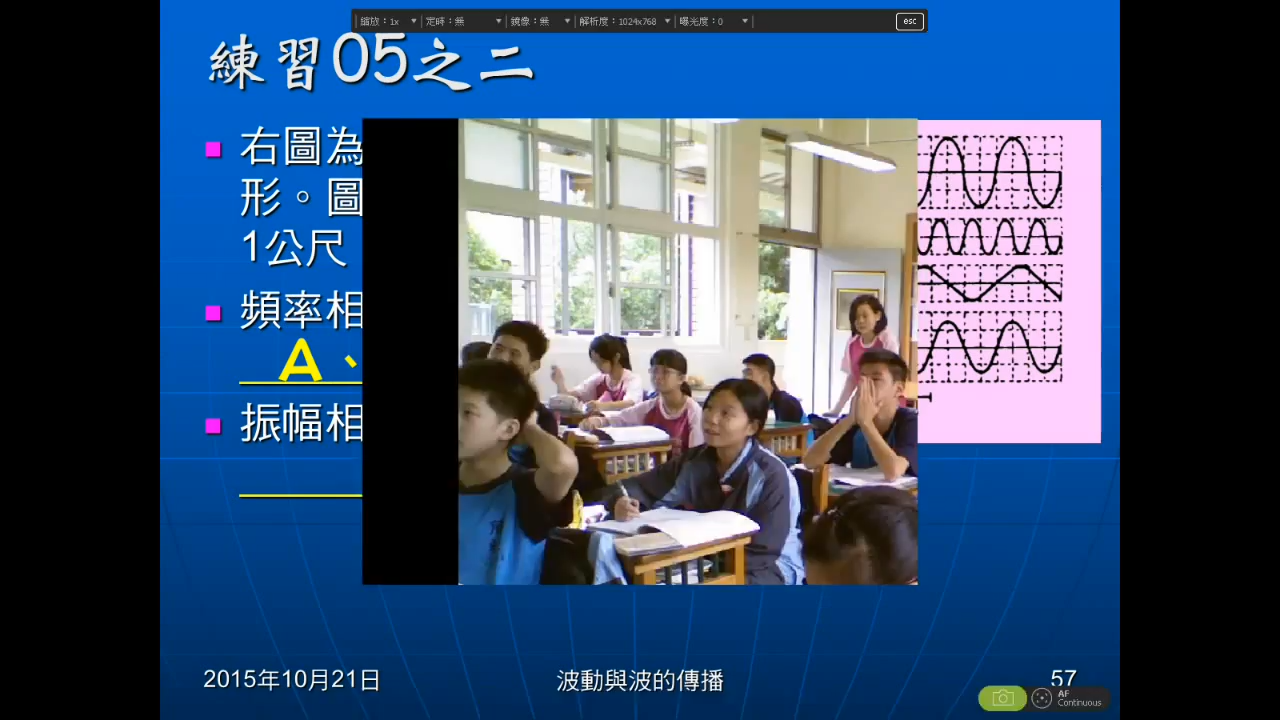 縮放：1x 定時：無 鏡像：無 解析度：1024x768 曝光度：0 esc
練習05之二
右圖為
形。圖
1公尺
頻率相
A、
振幅相
2015年10月21日 波動與波的傳播 57
AF
Continuous